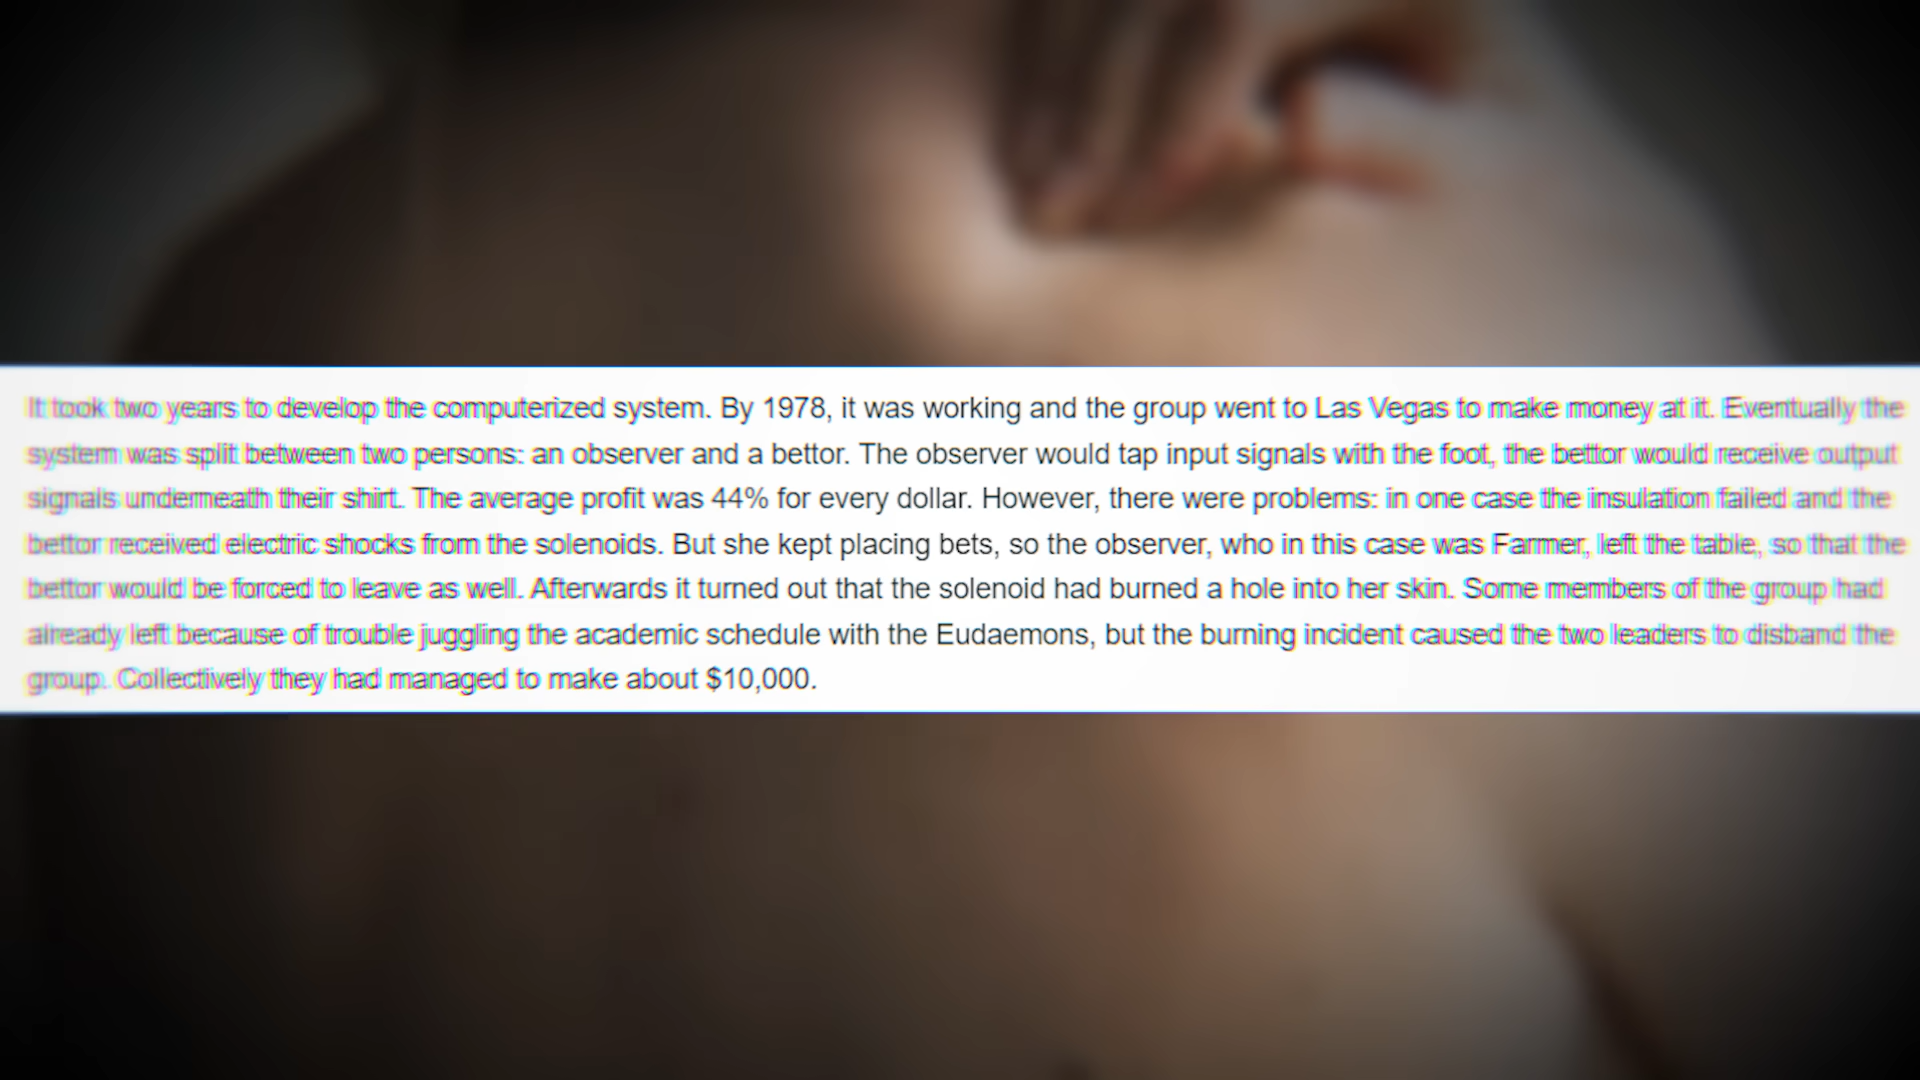 It took two years to develop the computerized system. By 1978, it was working and the group went to Las Vegas to make money at it. Eventually the
system was split between two persons: an observer and a bettor. The observer would tap input signals with the foot, the bettor would receive output
signals underneath their shirt. The average profit was 44% for every dollar. However, there were problems: in one case the insulation failed and the
bettor received electric shocks from the solenoids. But she kept placing bets, so the observer, who in this case was Farmer, left the table, so that the
bettor would be forced to leave as well. Afterwards it turned out that the solenoid had burned a hole into her skin. Some members of the group had
already left because of trouble juggling the academic schedule with the Eudaemons, but the burning incident caused the two leaders to disband the
group. Collectively they had managed to make about $10,000.